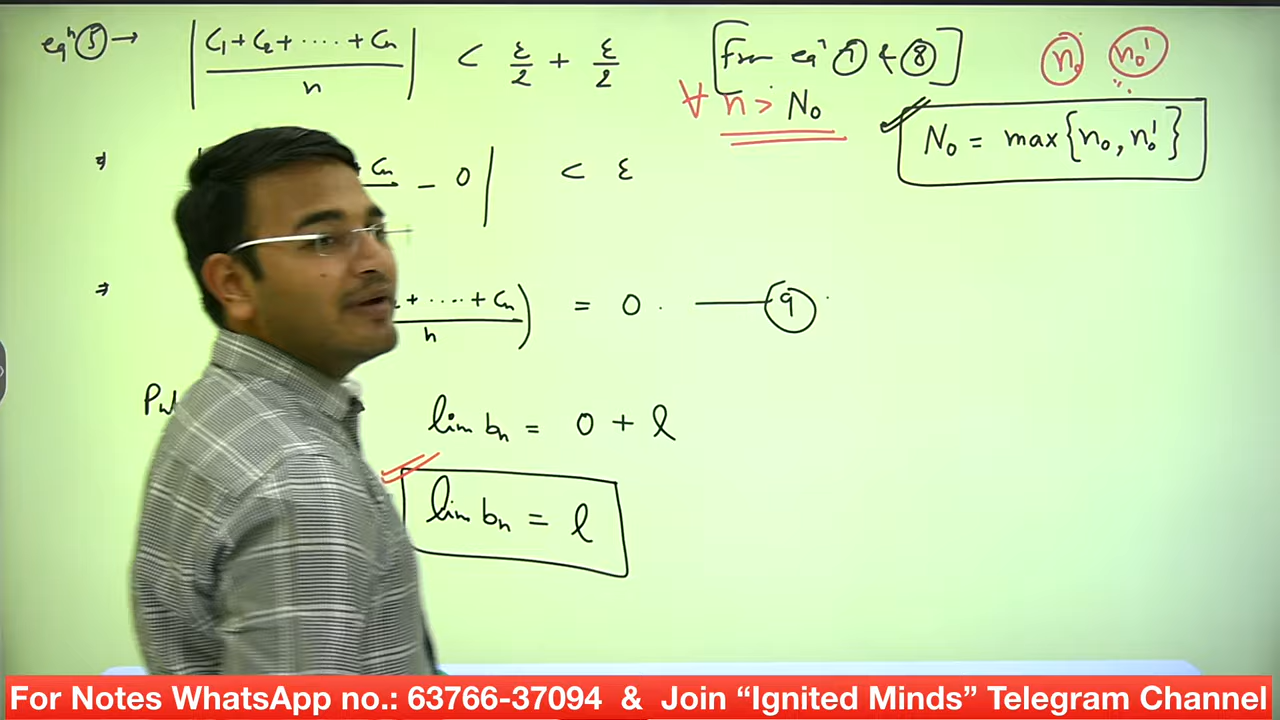 eqⁿ ⑤ → | C₁ + C₂ + ..... + Cₙ / n | < ε/2 + ε/2 [From eqⁿ ⑦ & ⑧] n₀ n₀'
∀ n > N₀ N₀ = max{n₀, n₀'}
⇒ Cₙ - 0 | < ε
⇒ + ..... + Cₙ / n ) = 0 . — ⑨
lim bₙ = 0 + l
lim bₙ = l
For Notes WhatsApp no.: 63766-37094 & Join “Ignited Minds” Telegram Channel